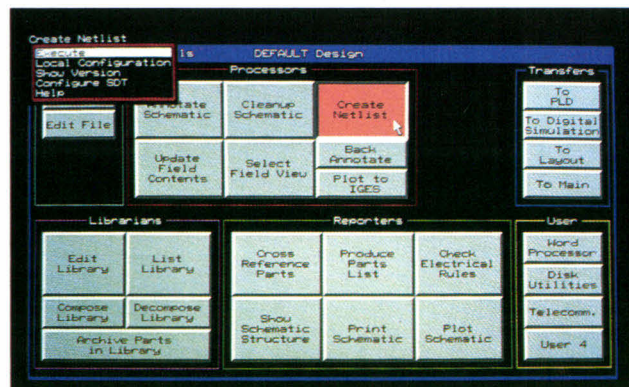 Create Netlist
Execute
Local Configuration
Show Version
Configure SDT
Help
ls
DEFAULT Design
Processors
Transfers
Edit File
Annotate
Schematic
Cleanup
Schematic
Create
Netlist
Update
Field
Contents
Select
Field View
Back
Annotate
Plot to
IGES
To
PLD
To Digital
Simulation
To
Layout
To Main
Librarians
Reporters
User
Edit
Library
List
Library
Compose
Library
Decompose
Library
Archive Parts
in Library
Cross
Reference
Parts
Produce
Parts
List
Check
Electrical
Rules
Show
Schematic
Structure
Print
Schematic
Plot
Schematic
Word
Processor
Disk
Utilities
Telecomm.
User 4